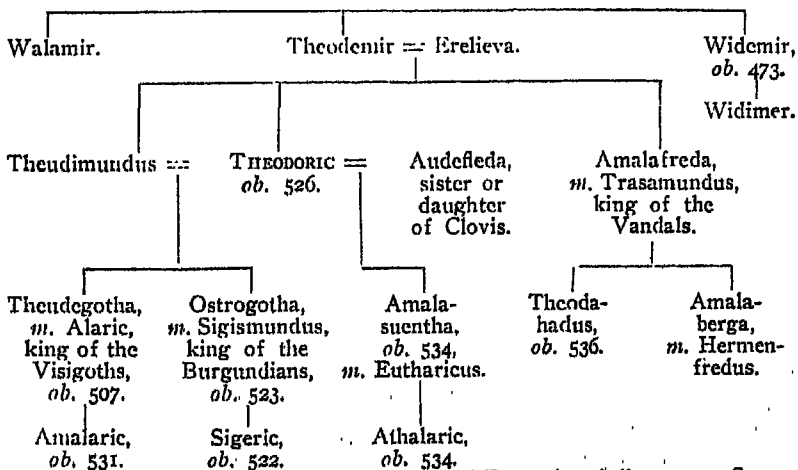 Walamir. Theodemir = Erelieva. Widemir,
ob. 473.
Widimer.
Theudimundus = THEODORIC = Audefleda, Amalafreda,
ob. 526. sister or m. Trasamundus,
daughter king of the
of Clovis. Vandals.
Theudegotha, Ostrogotha, Amala- Theoda- Amala-
m. Alaric, m. Sigismundus, suentha, hadus, berga,
king of the king of the ob. 534, ob. 536. m. Hermen-
Visigoths, Burgundians, m. Eutharicus. fredus.
ob. 507. ob. 523.
Amalaric, Sigeric, Athalaric,
ob. 531. ob. 522. ob. 534.